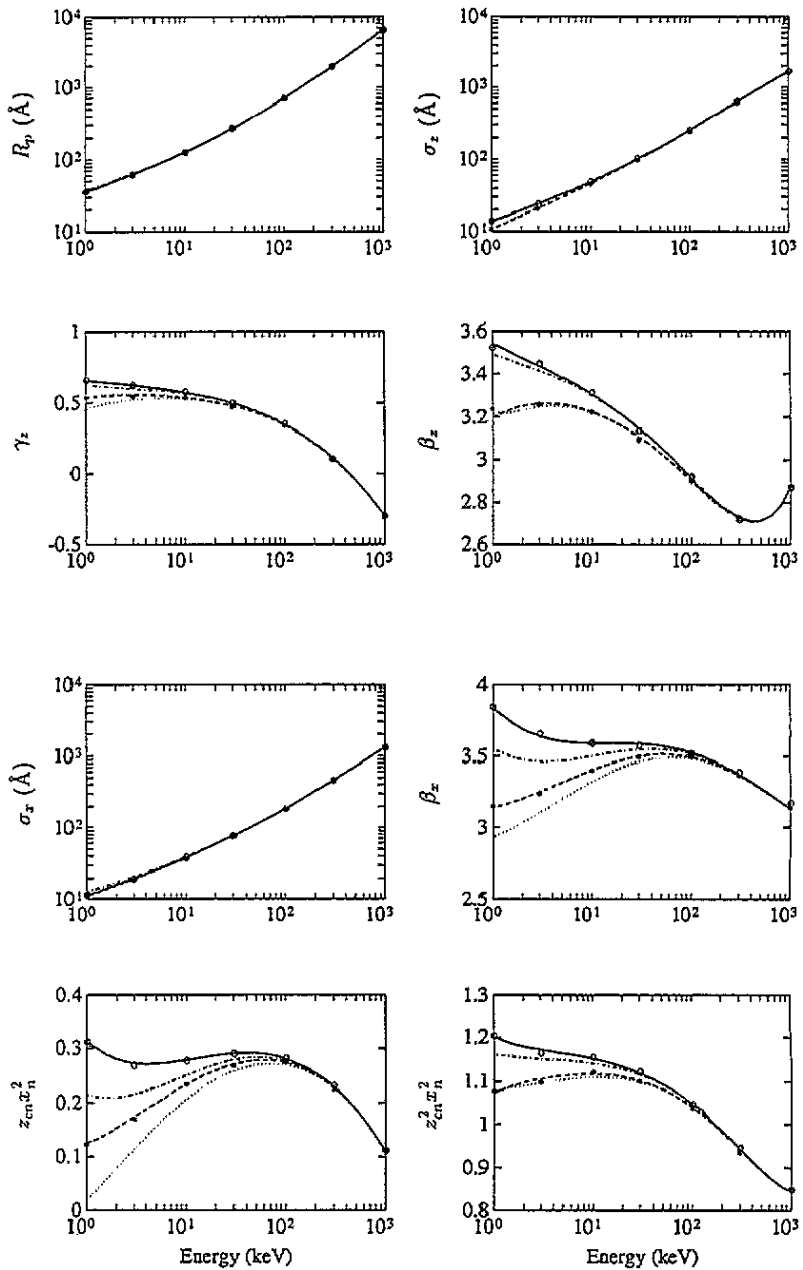 10⁴
10³
10²
10¹
R_p (Å)
10⁰ 10¹ 10² 10³
10⁴
10³
10²
10¹
σ_z (Å)
10⁰ 10¹ 10² 10³
1
0.5
0
-0.5
γ_z
10⁰ 10¹ 10² 10³
3.6
3.4
3.2
3
2.8
2.6
β_z
10⁰ 10¹ 10² 10³
10⁴
10³
10²
10¹
σ_x (Å)
10⁰ 10¹ 10² 10³
4
3.5
3
2.5
β_x
10⁰ 10¹ 10² 10³
0.4
0.3
0.2
0.1
0
z_cn x_n²
10⁰ 10¹ 10² 10³
Energy (keV)
1.3
1.2
1.1
1
0.9
0.8
z²_cn x_n²
10⁰ 10¹ 10² 10³
Energy (keV)